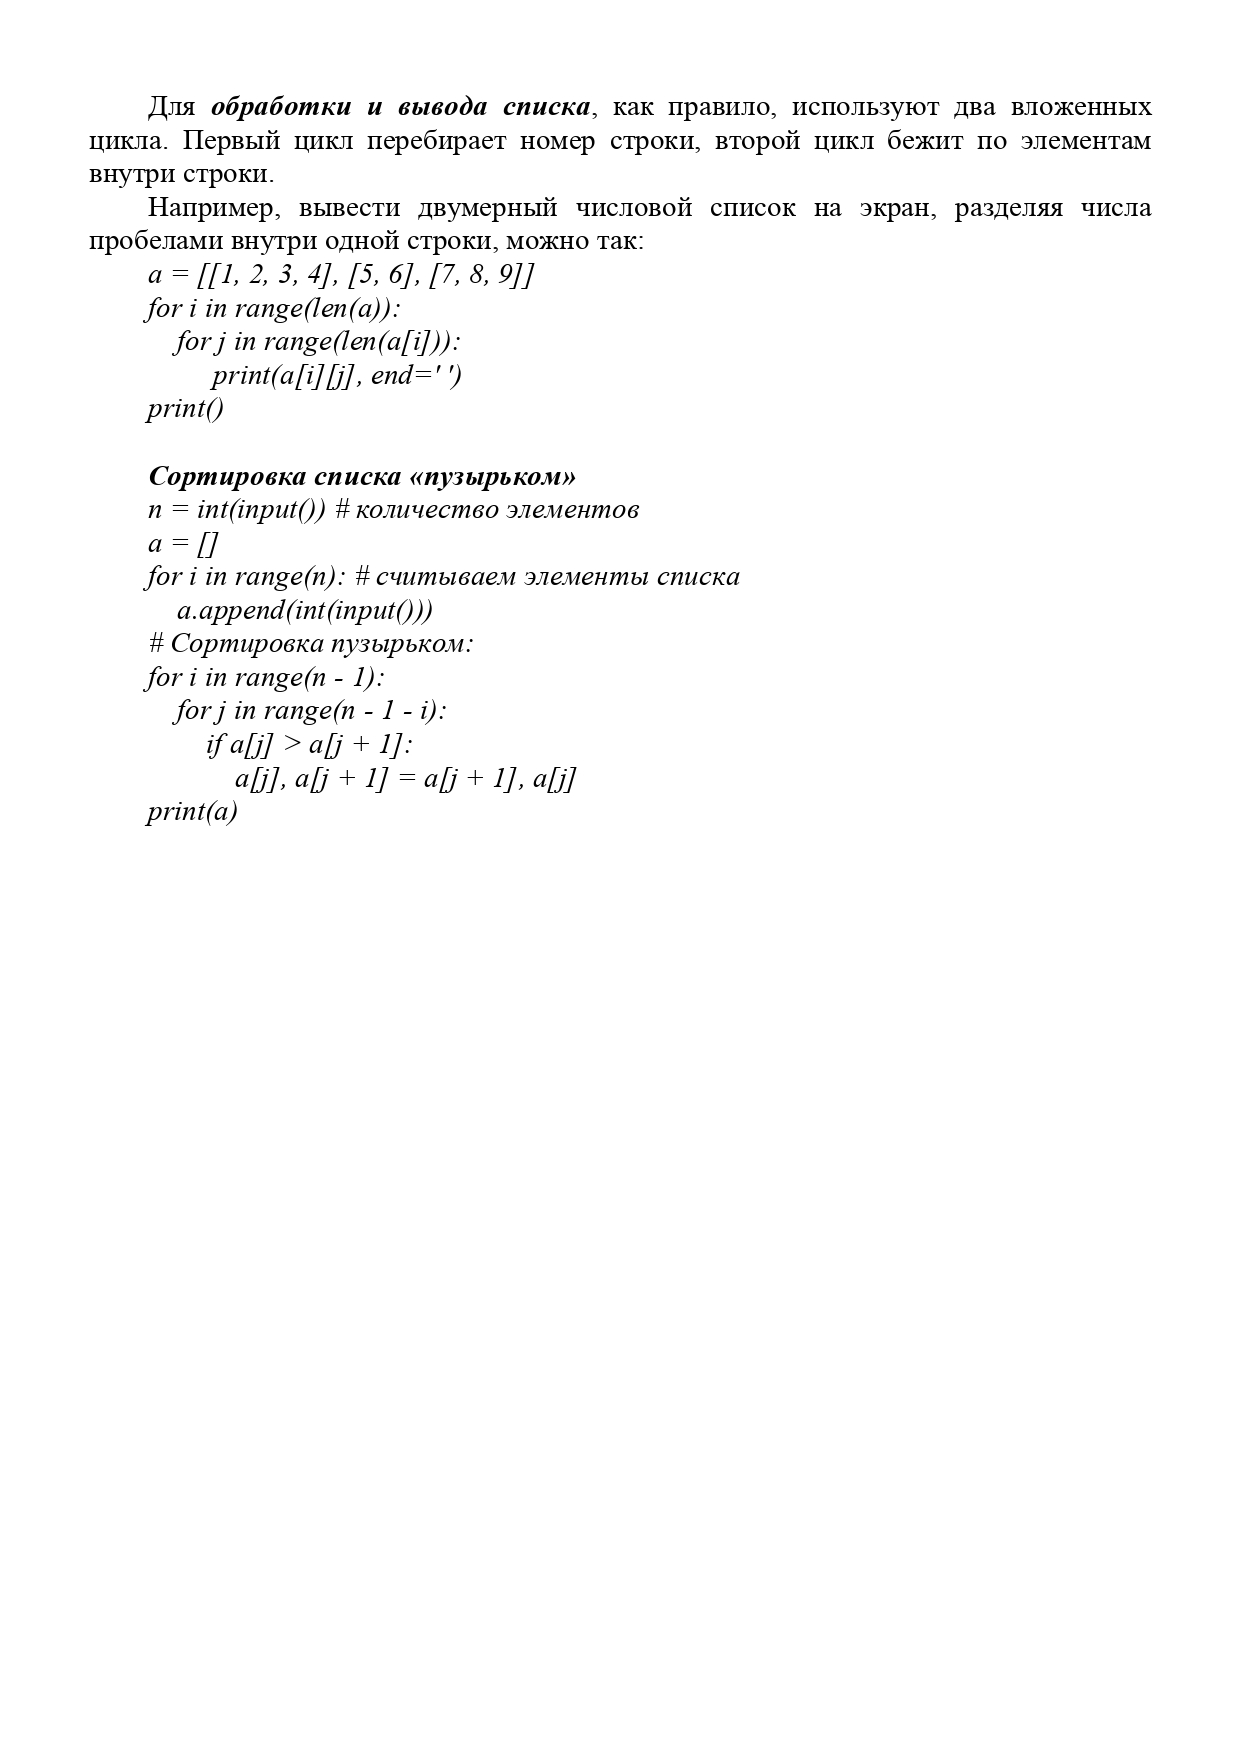 Для обработки и вывода списка, как правило, используют два вложенных
цикла. Первый цикл перебирает номер строки, второй цикл бежит по элементам
внутри строки.
Например, вывести двумерный числовой список на экран, разделяя числа
пробелами внутри одной строки, можно так:
a = [[1, 2, 3, 4], [5, 6], [7, 8, 9]]
for i in range(len(a)):
for j in range(len(a[i])):
print(a[i][j], end=' ')
print()
Сортировка списка «пузырьком»
n = int(input()) # количество элементов
a = []
for i in range(n): # считываем элементы списка
a.append(int(input()))
# Сортировка пузырьком:
for i in range(n - 1):
for j in range(n - 1 - i):
if a[j] > a[j + 1]:
a[j], a[j + 1] = a[j + 1], a[j]
print(a)